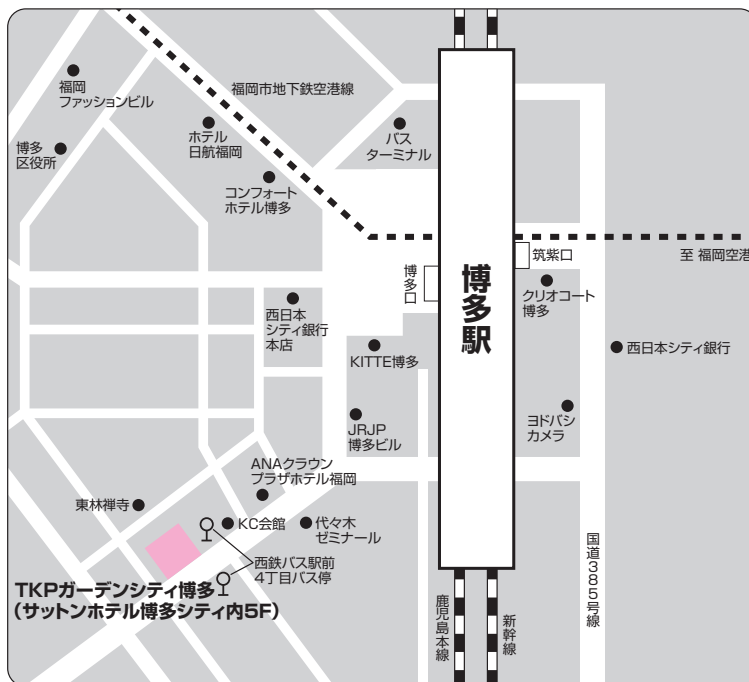 福岡
ファッションビル
福岡市地下鉄空港線
博多
区役所
ホテル
日航福岡
バス
ターミナル
コンフォート
ホテル博多
博多駅
筑紫口
至 福岡空港
博多口
クリオコート
博多
西日本
シティ銀行
本店
KITTE博多
西日本シティ銀行
JRJP
博多ビル
ヨドバシ
カメラ
ANAクラウン
プラザホテル福岡
東林禅寺
KC会館
代々木
ゼミナール
西鉄バス駅前
4丁目バス停
TKPガーデンシティ博多
(サットンホテル博多シティ内5F)
鹿児島本線
新幹線
国道385号線